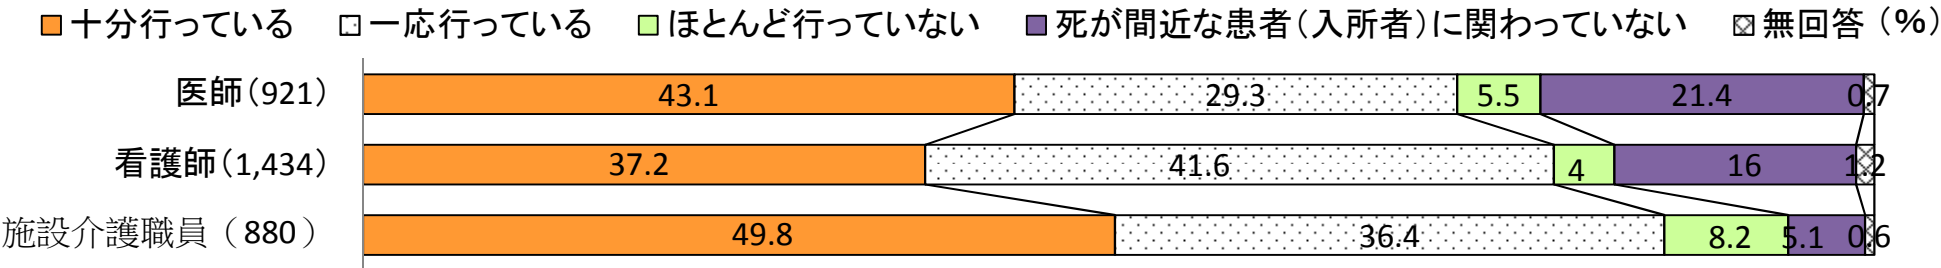 十分行っている 一応行っている ほとんど行っていない 死が間近な患者(入所者)に関わっていない 無回答 (%)
医師(921) 43.1 29.3 5.5 21.4 0.7
看護師(1,434) 37.2 41.6 4 16 1.2
施設介護職員(880) 49.8 36.4 8.2 5.1 0.6